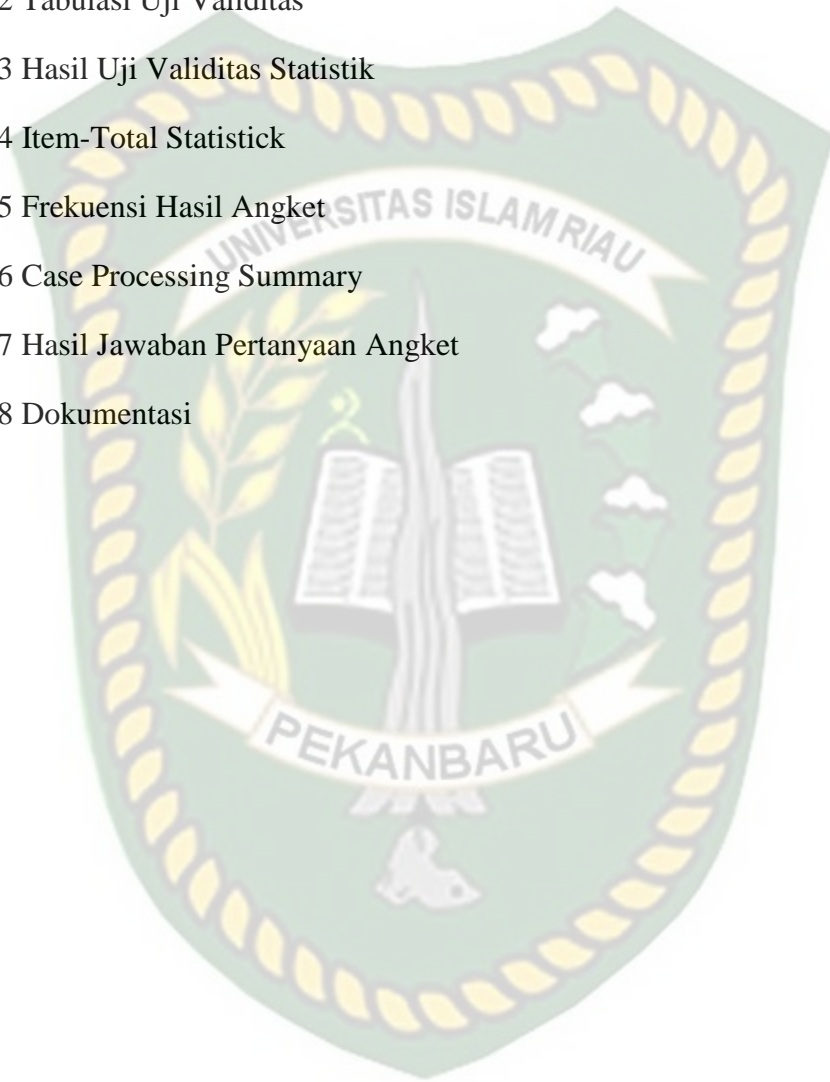 2 Tabulasi Uji Validitas
3 Hasil Uji Validitas Statistik
4 Item-Total Statistick
5 Frekuensi Hasil Angket
UNIVERSITAS ISLAM RIAU
6 Case Processing Summary
7 Hasil Jawaban Pertanyaan Angket
8 Dokumentasi
PEKANBARU